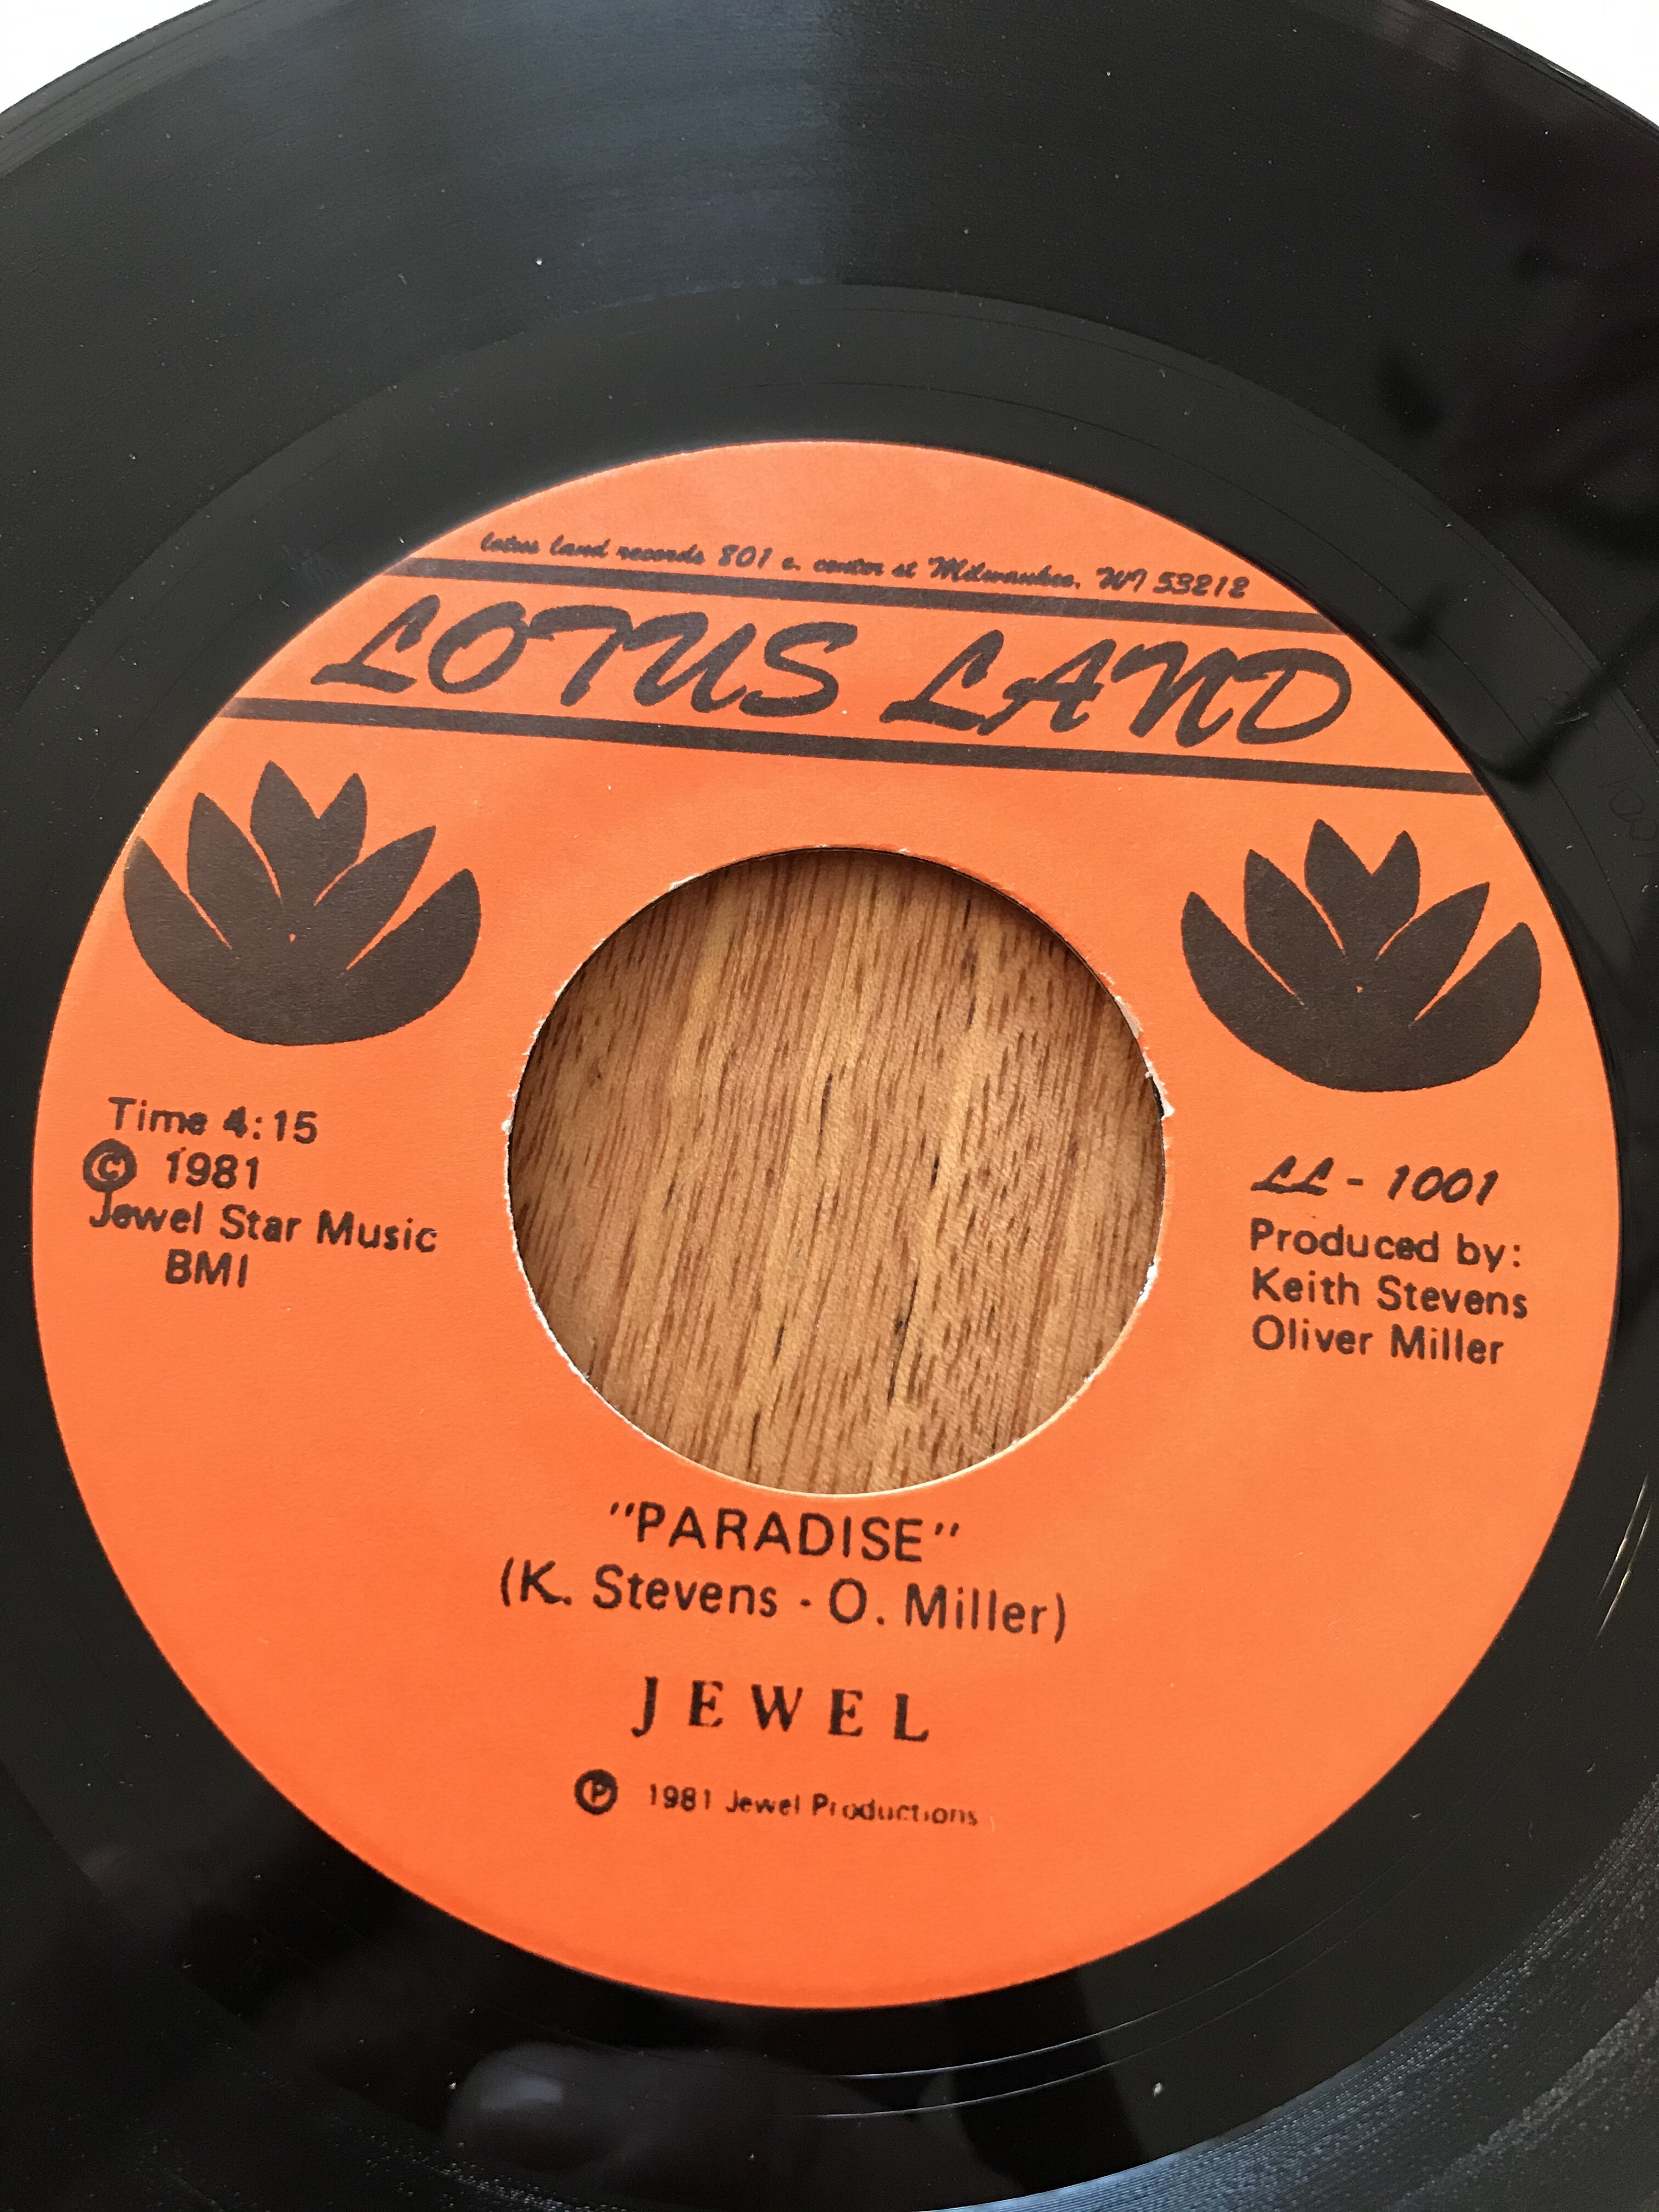 lotus land records 801 e. center st Milwaukee, WI 53212
LOTUS LAND
Time 4:15
© 1981
Jewel Star Music
BMI
LL - 1001
Produced by:
Keith Stevens
Oliver Miller
"PARADISE"
(K. Stevens - O. Miller)
JEWEL
℗ 1981 Jewel Productions